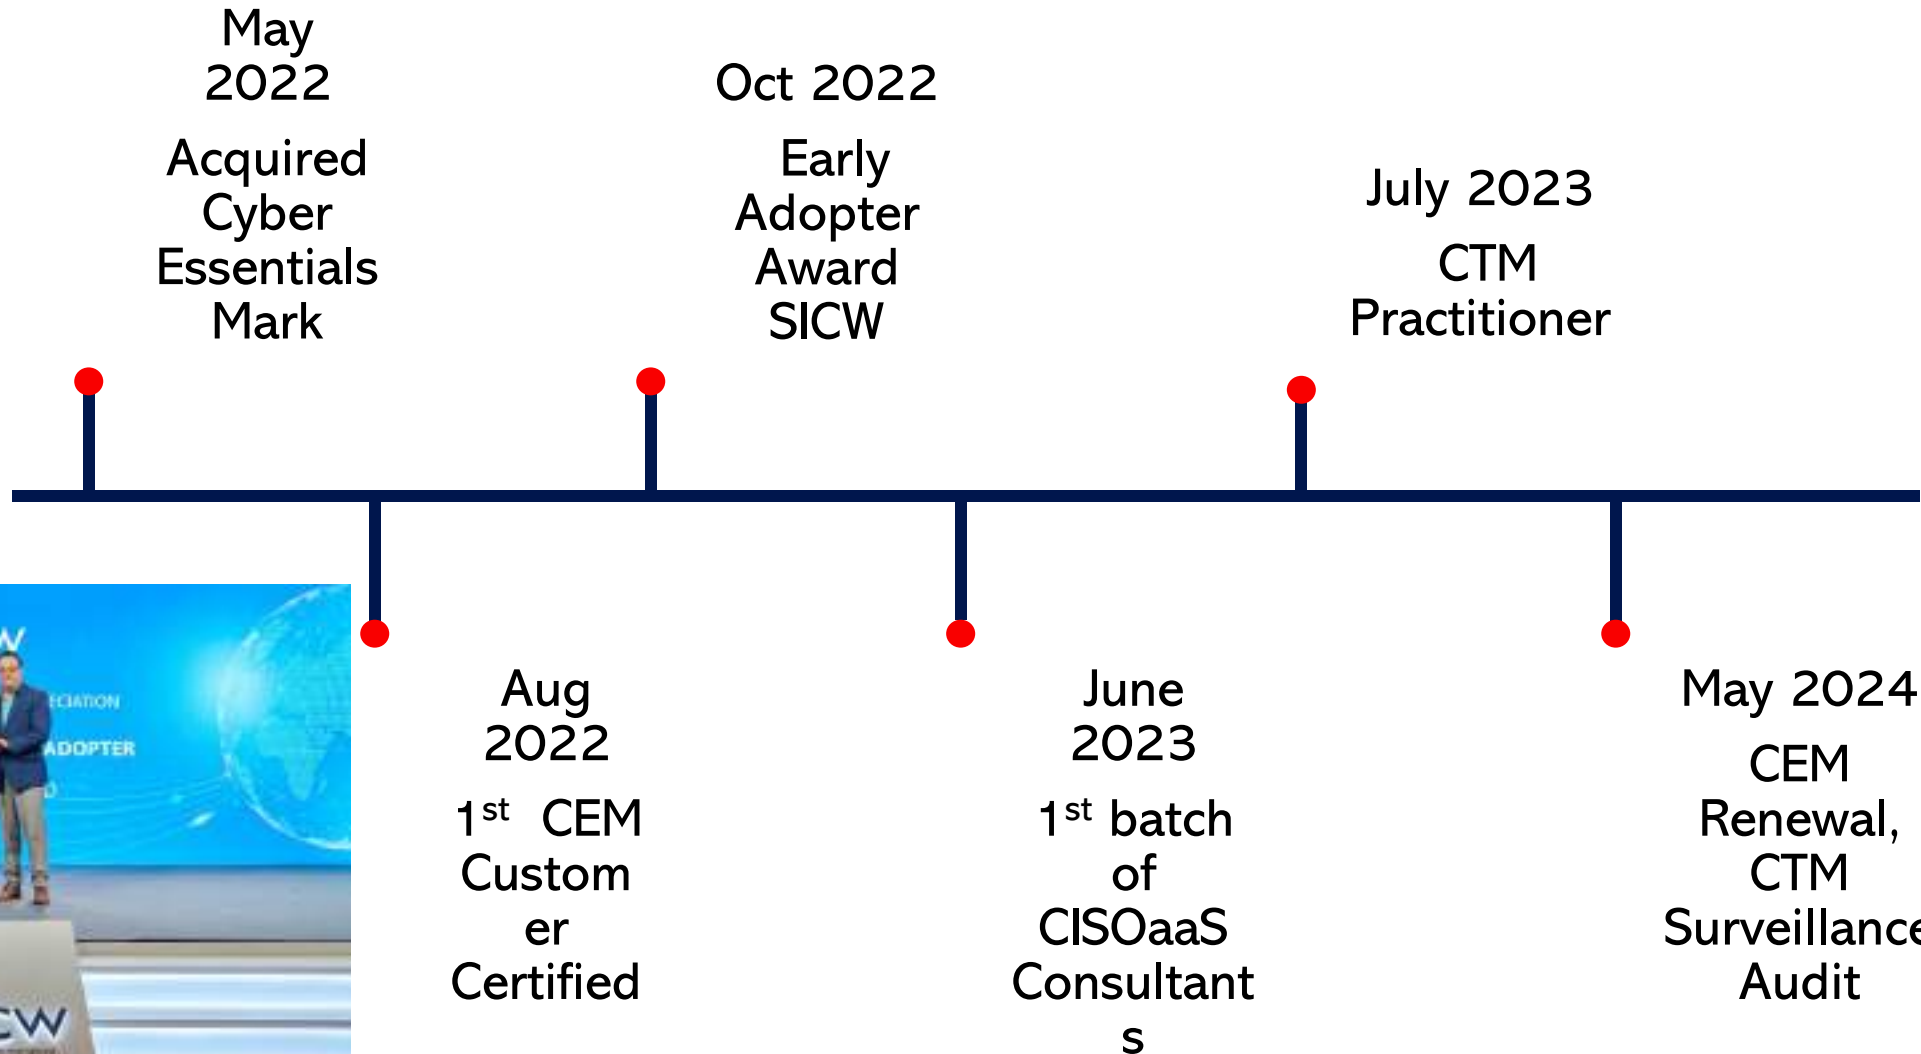 May
2022
Acquired
Cyber
Essentials
Mark
Oct 2022
Early
Adopter
Award
SICW
July 2023
CTM
Practitioner
Aug
2022
1st CEM
Custom
er
Certified
June
2023
1st batch
of
CISOaaS
Consultant
s
May 2024
CEM
Renewal,
CTM
Surveillance
Audit
ADOPTER
CW